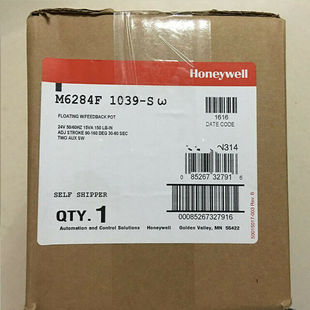 Honeywell
M6284F 1039-S ω
FLOATING W/FEEDBACK POT
1616
DATE CODE
24V 50/60HZ 15VA 150 LB-IN
ADJ STROKE 90-160 DEG 30-60 SEC
TWO AUX SW
N314
0 85267 32791 6
SELF SHIPPER
QTY. 1
00085267327916
Automation and Control Solutions Honeywell Golden Valley, MN 55422